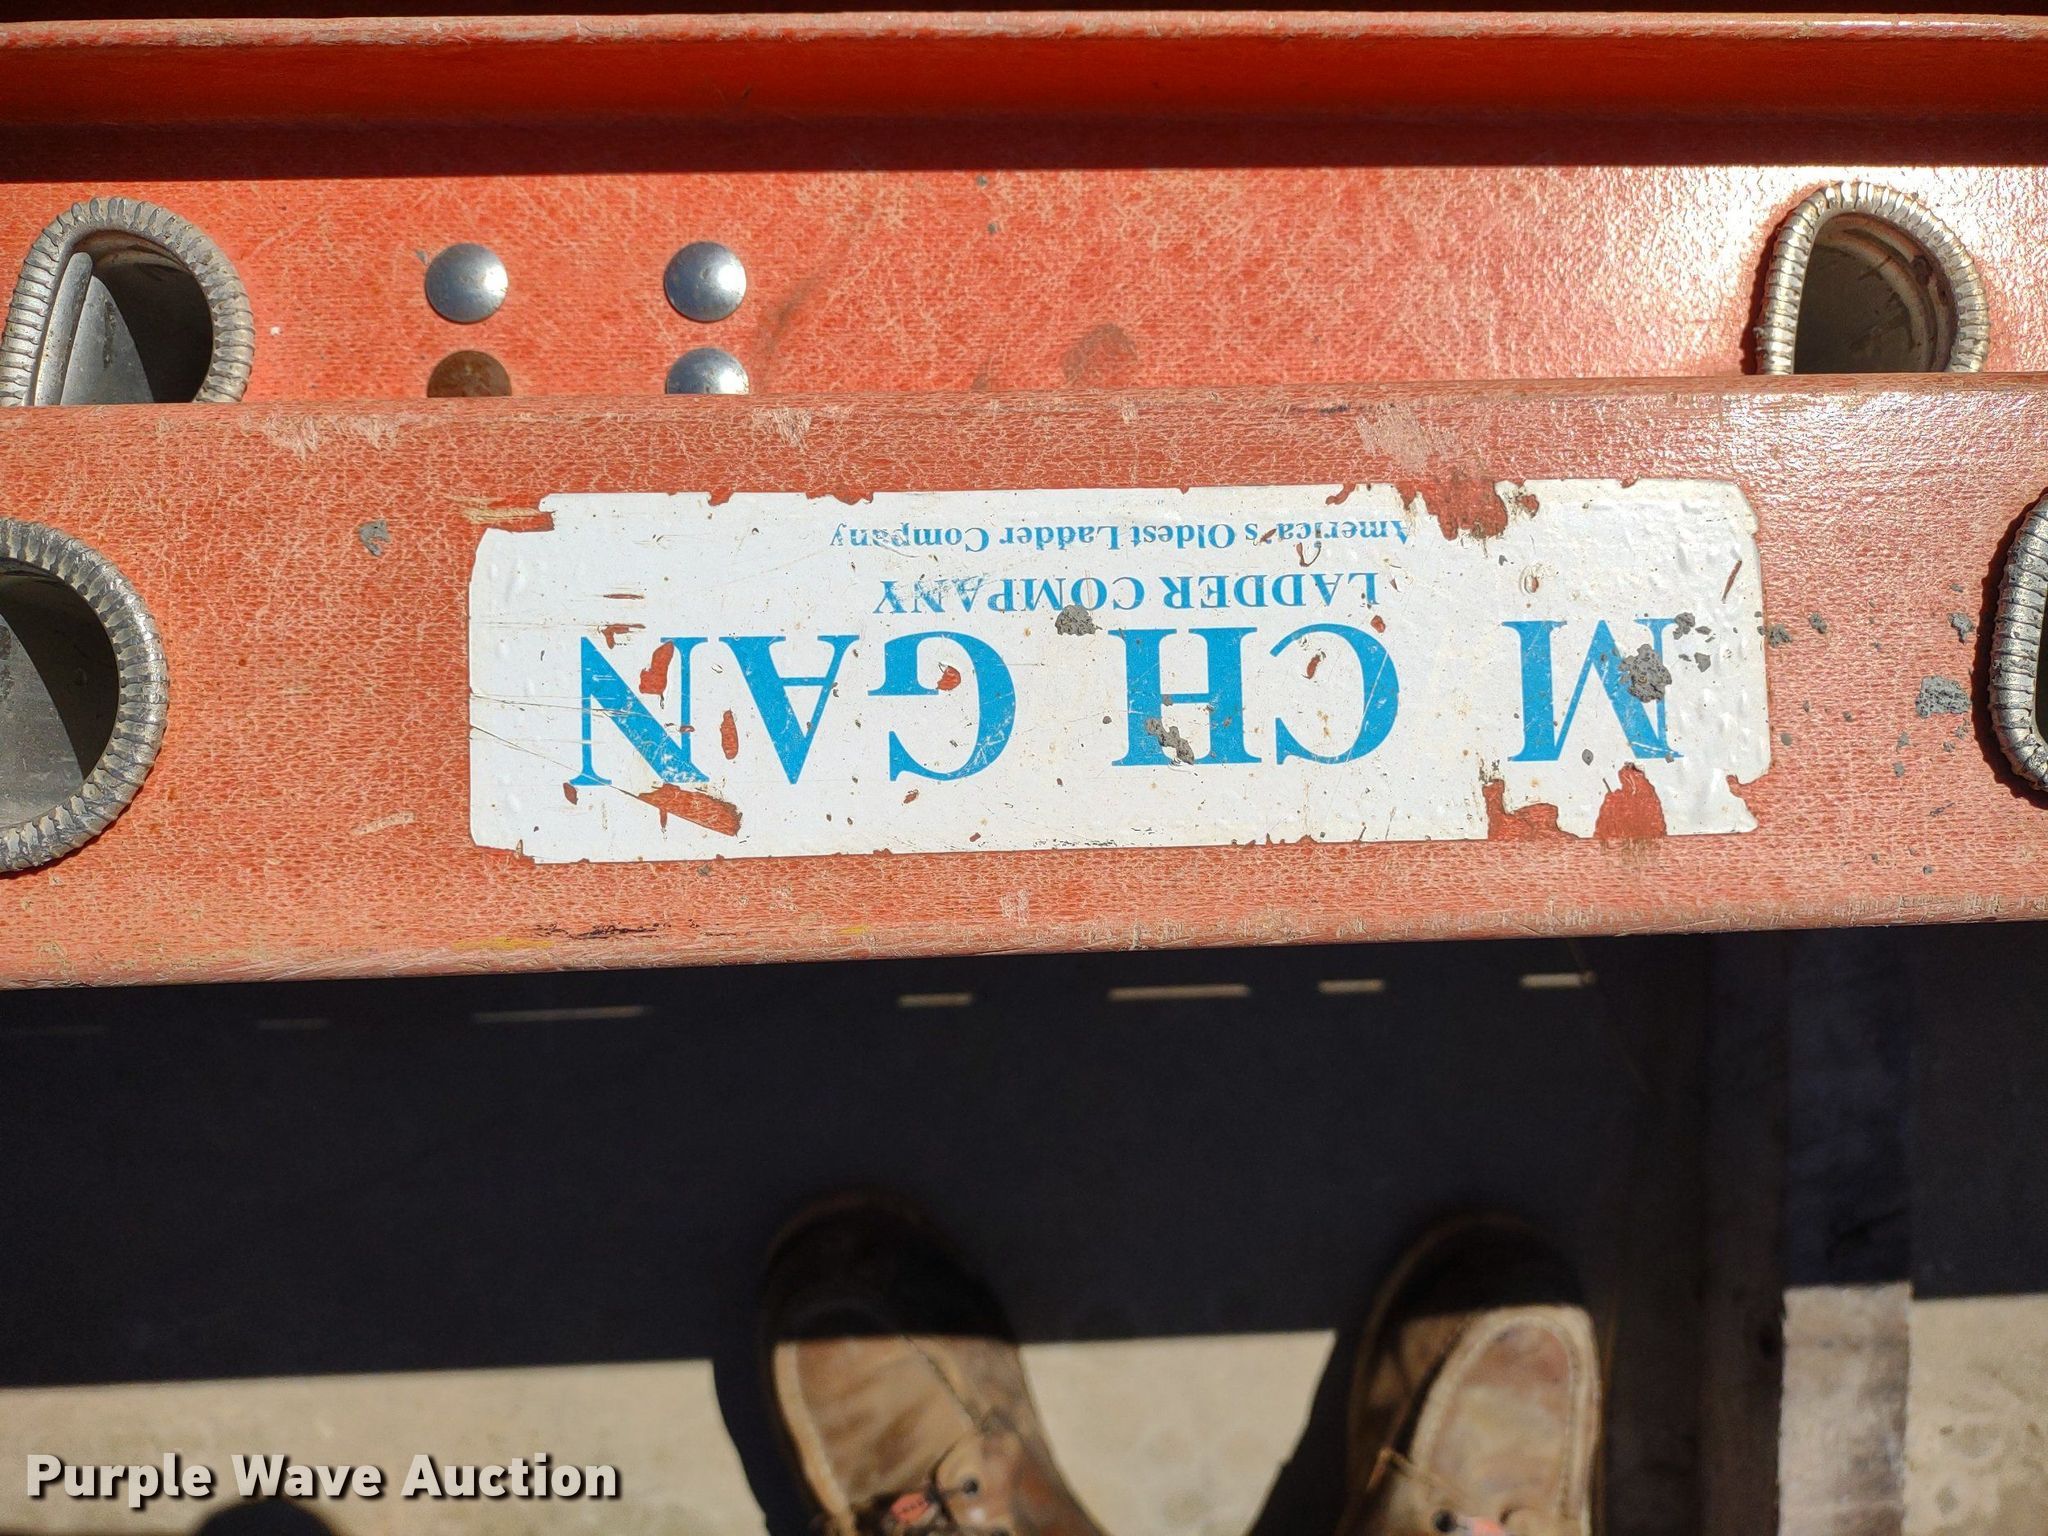 M CH GAN
LADDER COMPANY
America's Oldest Ladder Company
Purple Wave Auction